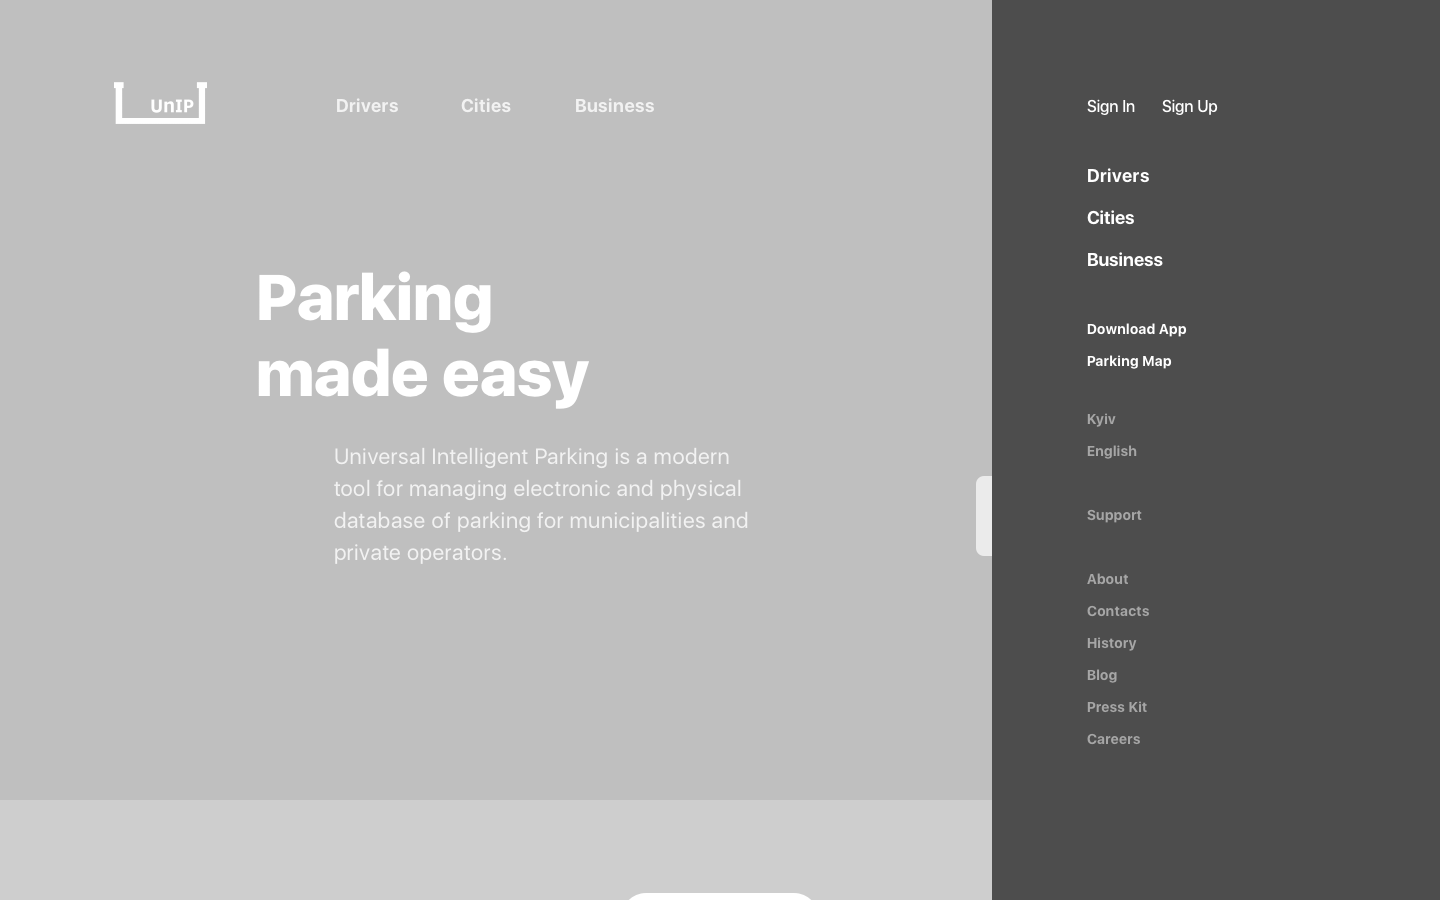 UnIP
Drivers
Cities
Business
Parking
made easy
Universal Intelligent Parking is a modern
tool for managing electronic and physical
database of parking for municipalities and
private operators.
Sign In
Sign Up
Drivers
Cities
Business
Download App
Parking Map
Kyiv
English
Support
About
Contacts
History
Blog
Press Kit
Careers